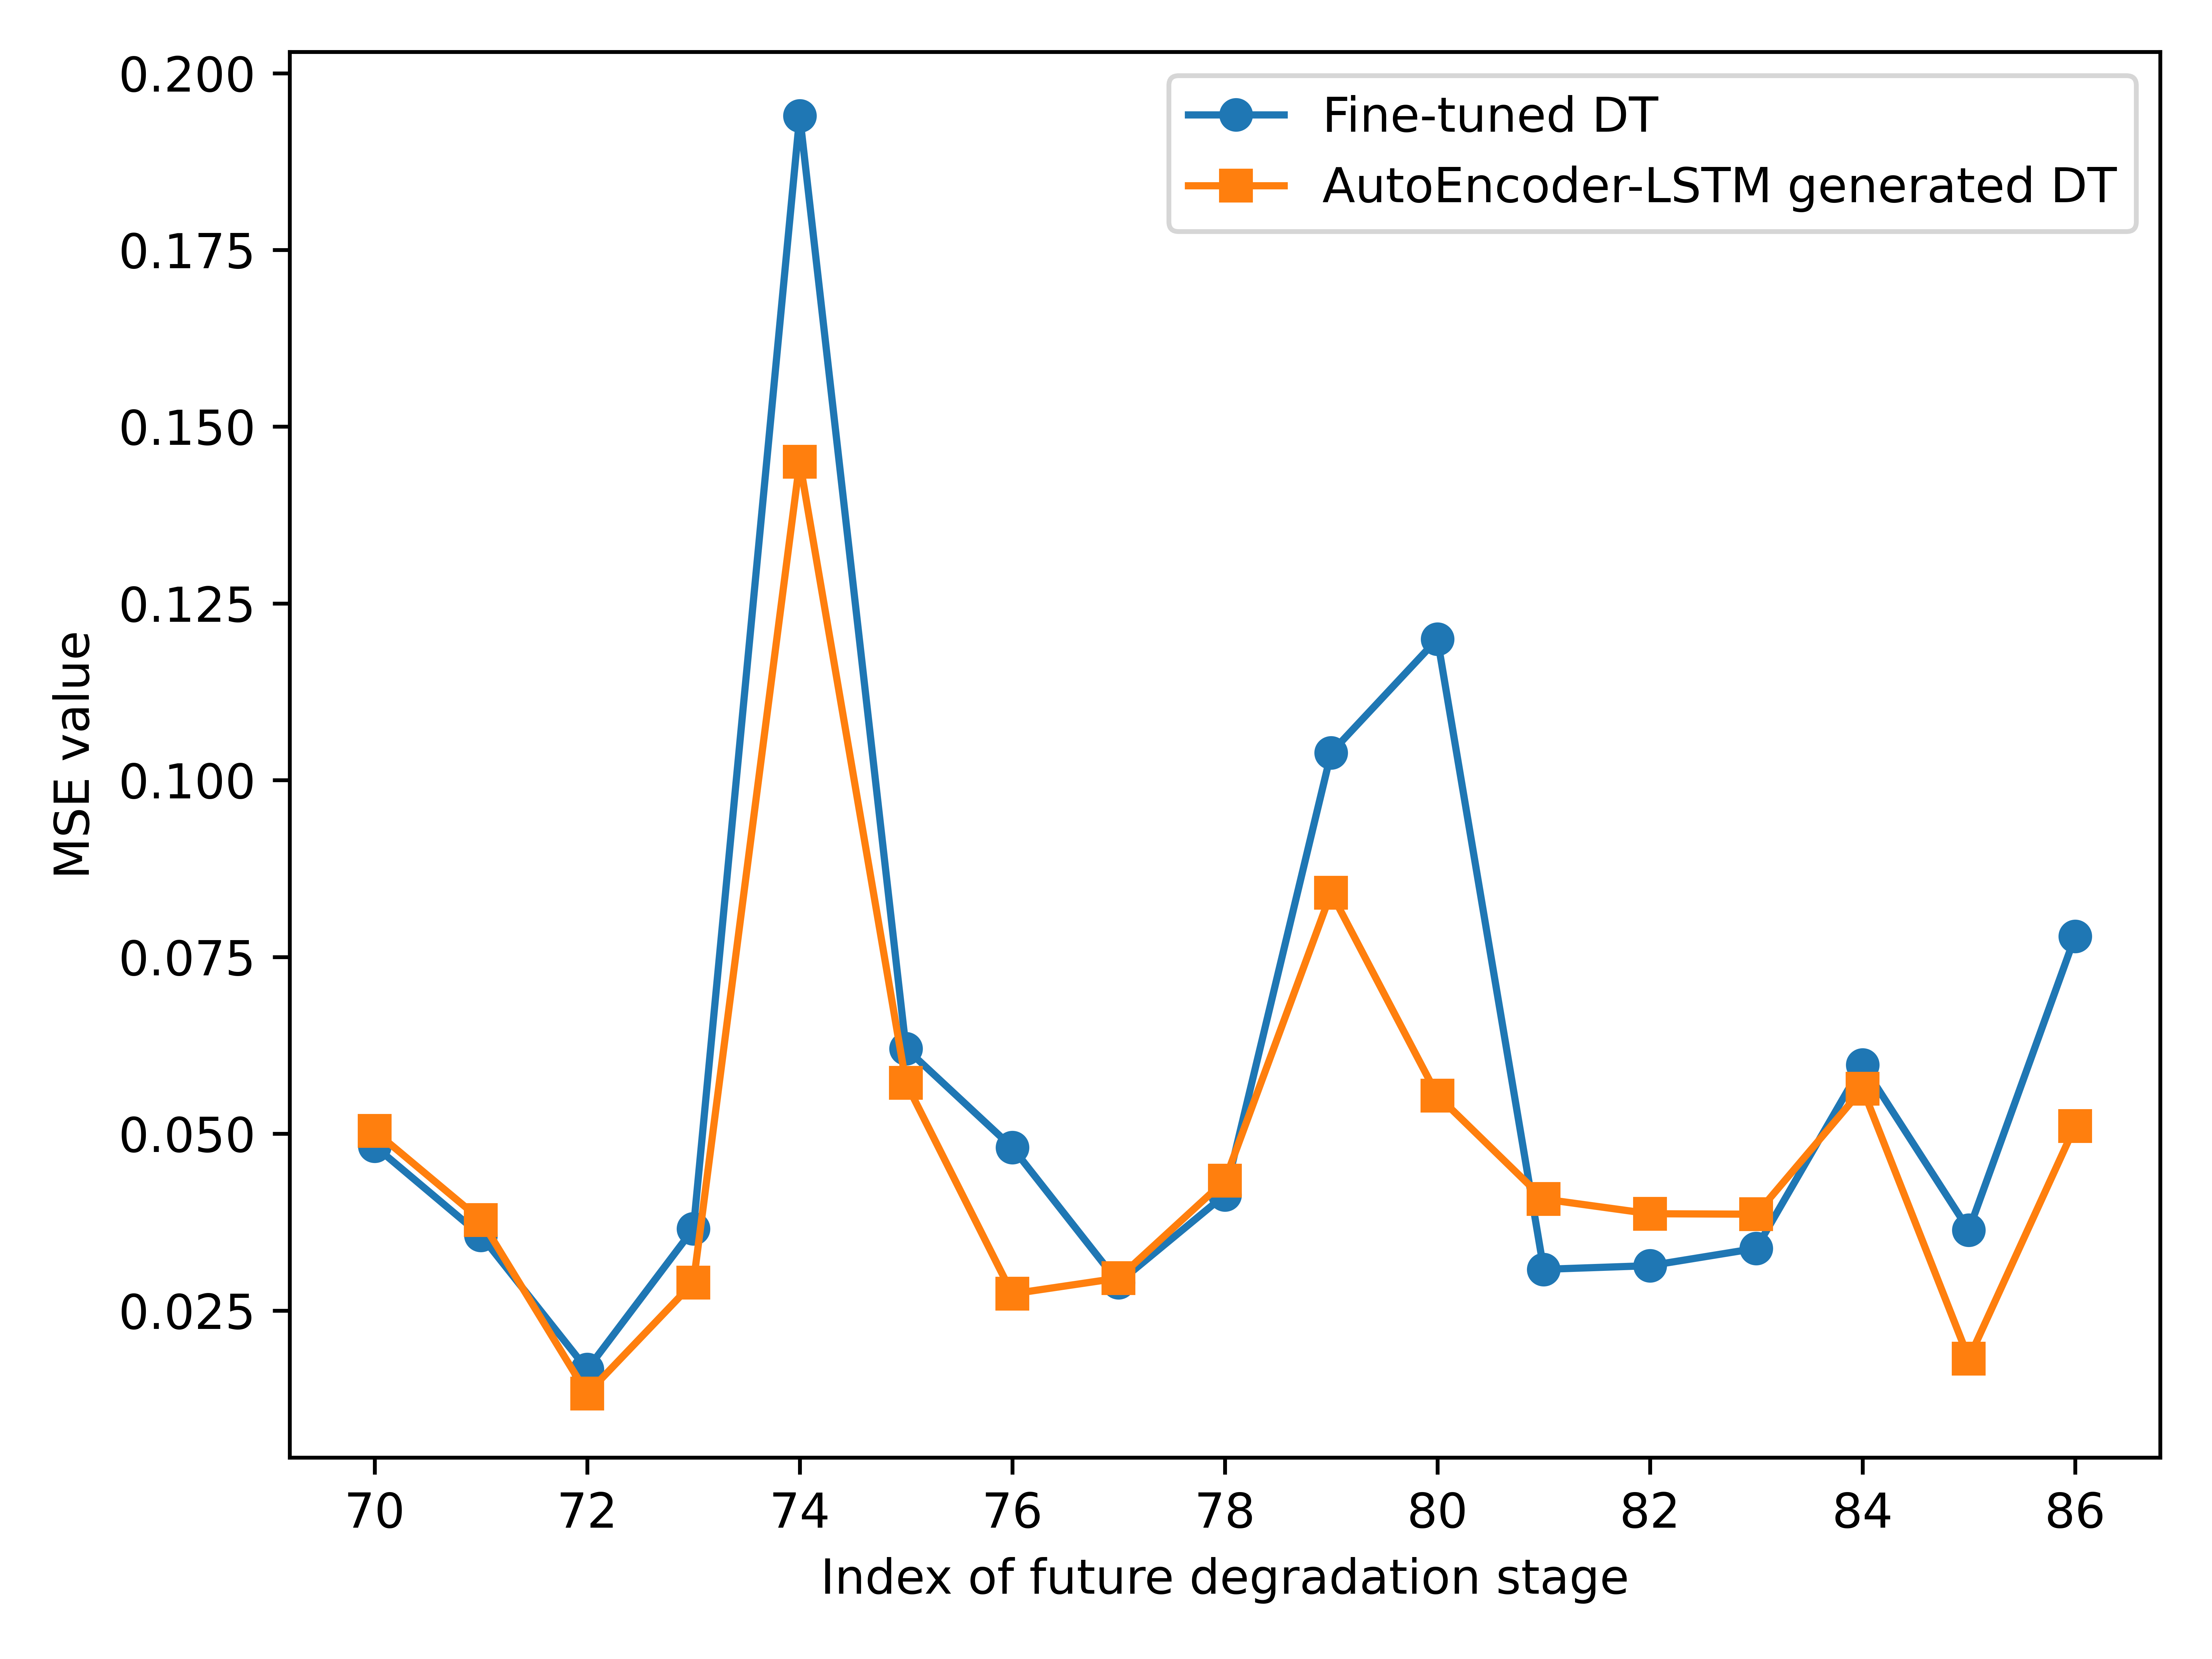 Fine-tuned DT
AutoEncoder-LSTM generated DT
MSE value
0.200
0.175
0.150
0.125
0.100
0.075
0.050
0.025
70 72 74 76 78 80 82 84 86
Index of future degradation stage